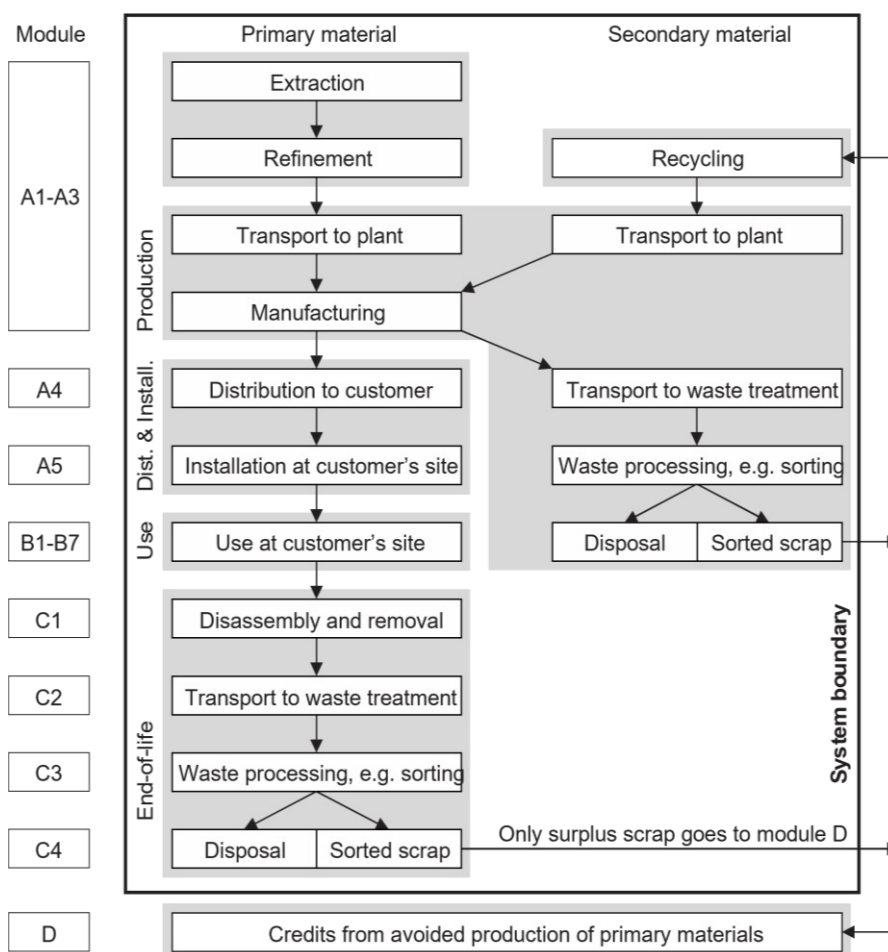 Module
Primary material
Secondary material
A1-A3
Extraction
Refinement
Recycling
Production
Transport to plant
Transport to plant
Manufacturing
A4
Dist. & Install.
Distribution to customer
Transport to waste treatment
A5
Installation at customer's site
Waste processing, e.g. sorting
B1-B7
Use
Use at customer's site
Disposal
Sorted scrap
C1
Disassembly and removal
System boundary
C2
End-of-life
Transport to waste treatment
C3
Waste processing, e.g. sorting
C4
Disposal
Sorted scrap
Only surplus scrap goes to module D
D
Credits from avoided production of primary materials